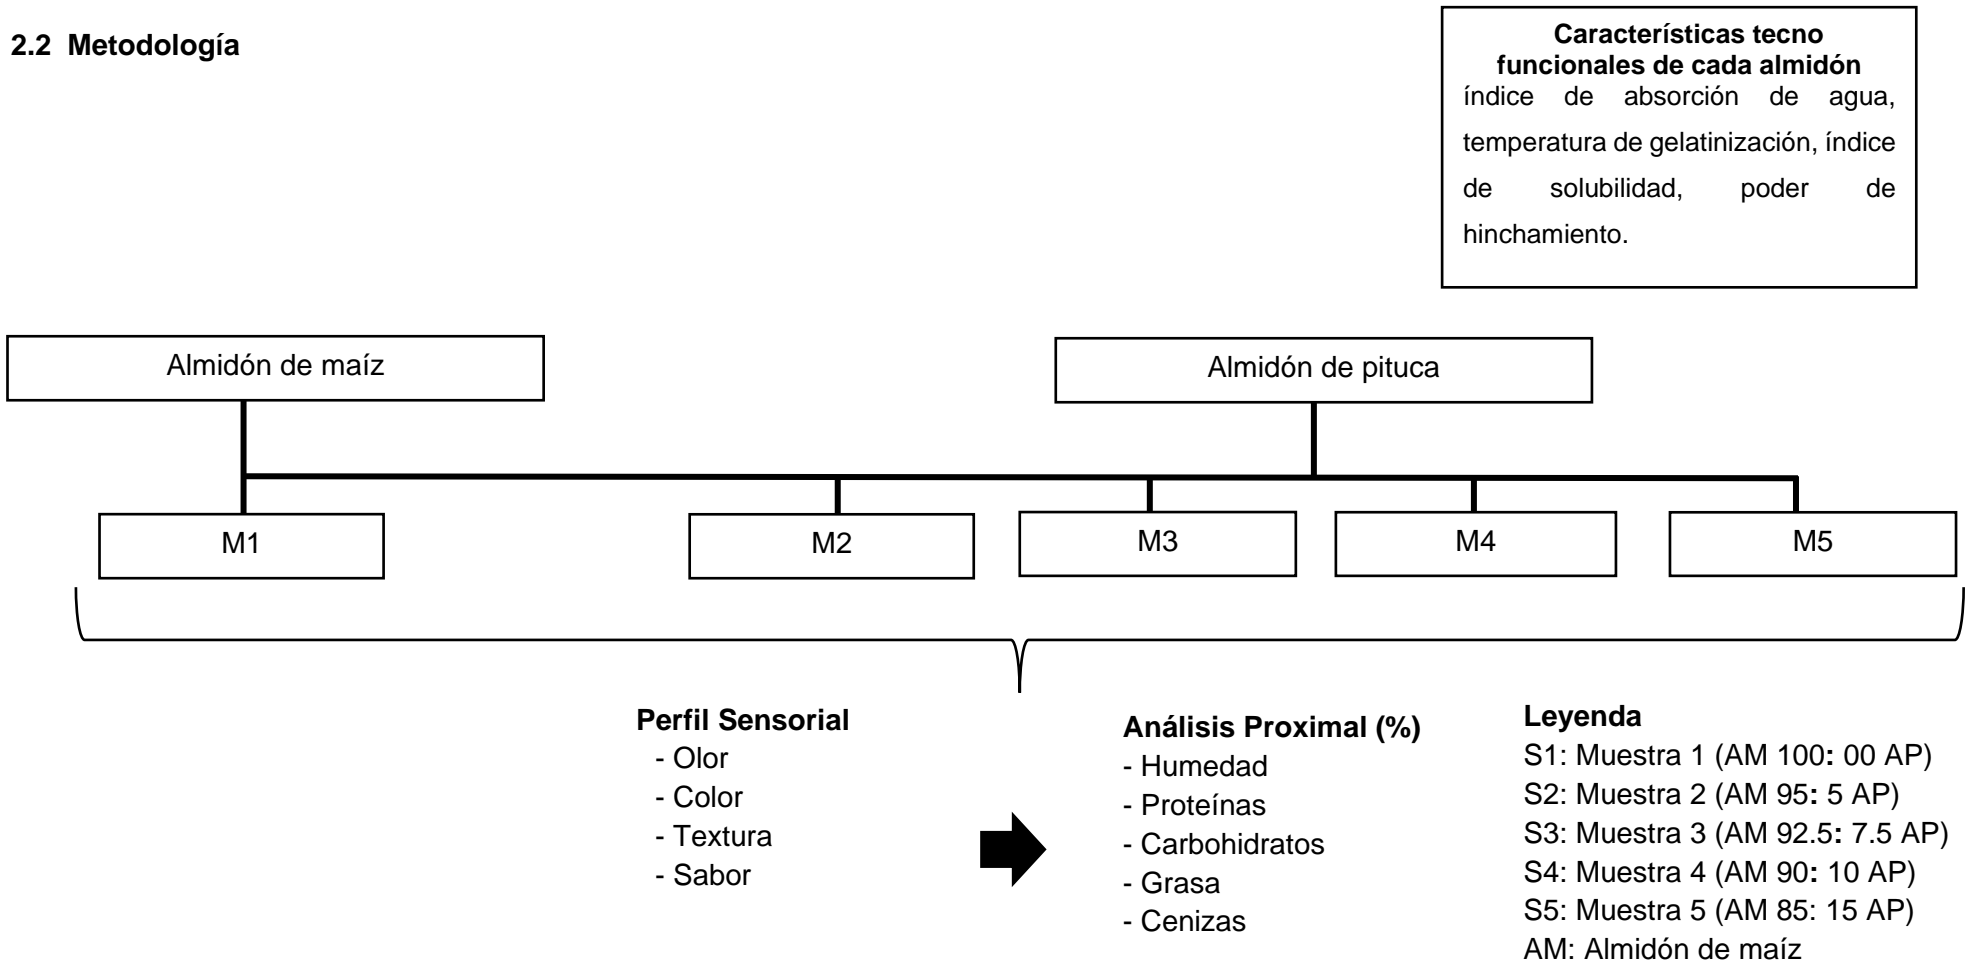 2.2 Metodología
Características tecno
funcionales de cada almidón
índice de absorción de agua,
temperatura de gelatinización, índice
de solubilidad, poder de
hinchamiento.
Almidón de maíz
Almidón de pituca
M1
M2
M3
M4
M5
Perfil Sensorial
- Olor
- Color
- Textura
- Sabor
Análisis Proximal (%)
- Humedad
- Proteínas
- Carbohidratos
- Grasa
- Cenizas
Leyenda
S1: Muestra 1 (AM 100: 00 AP)
S2: Muestra 2 (AM 95: 5 AP)
S3: Muestra 3 (AM 92.5: 7.5 AP)
S4: Muestra 4 (AM 90: 10 AP)
S5: Muestra 5 (AM 85: 15 AP)
AM: Almidón de maíz